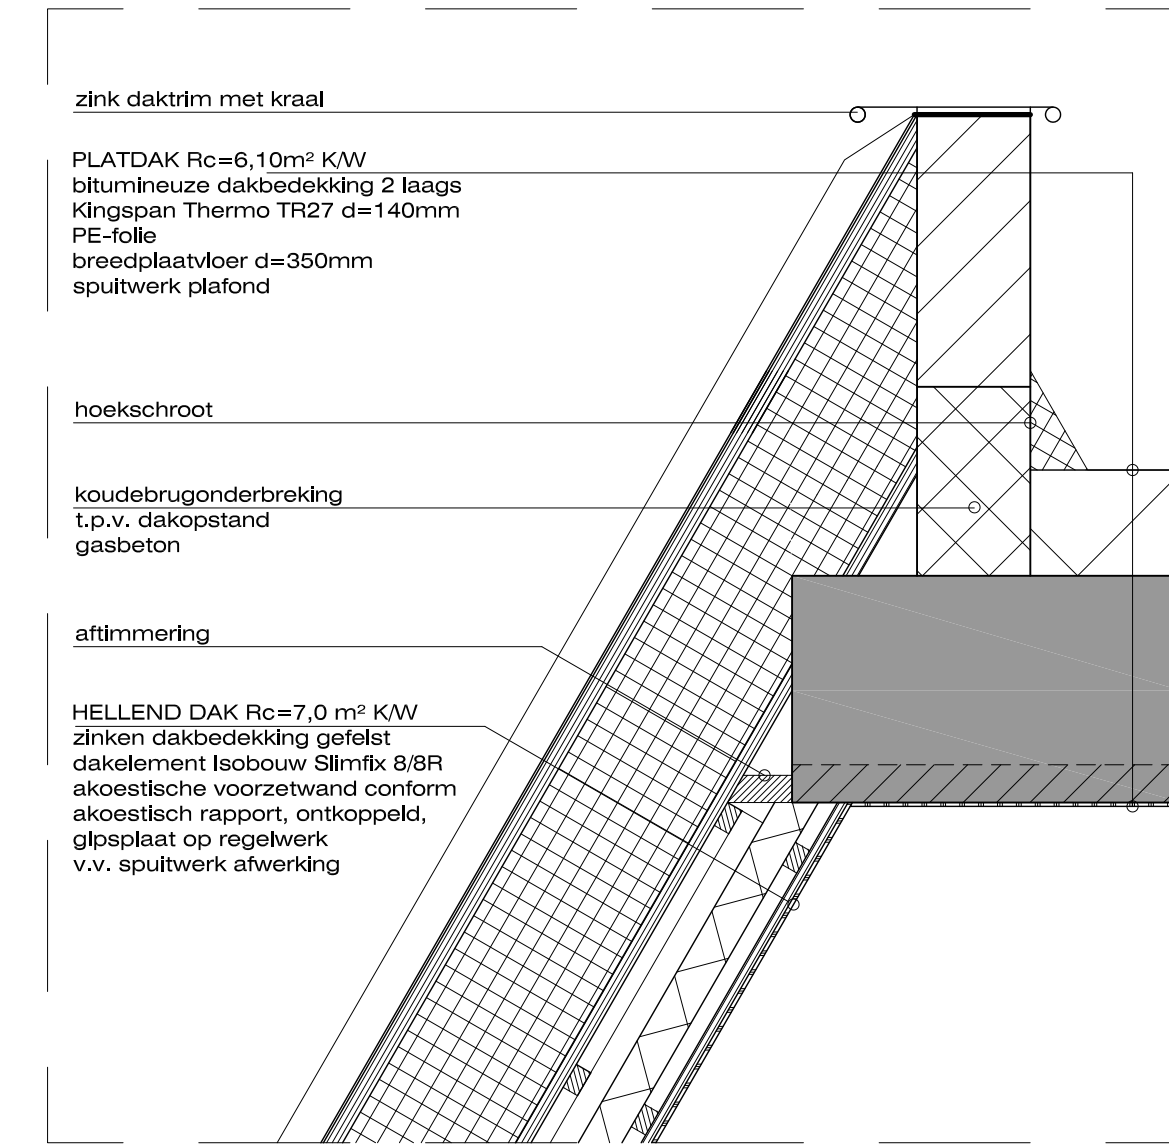 zink daktrim met kraal
PLATDAK Rc=6,10m² K/W
bitumineuze dakbedekking 2 laags
Kingspan Thermo TR27 d=140mm
PE-folie
breedplaatvloer d=350mm
spuitwerk plafond
hoekschroot
koudebrugonderbreking
t.p.v. dakopstand
gasbeton
aftimmering
HELLEND DAK Rc=7,0 m² K/W
zinken dakbedekking gefelst
dakelement Isobouw Slimfix 8/8R
akoestische voorzetwand conform
akoestisch rapport, ontkoppeld,
gipsplaat op regelwerk
v.v. spuitwerk afwerking